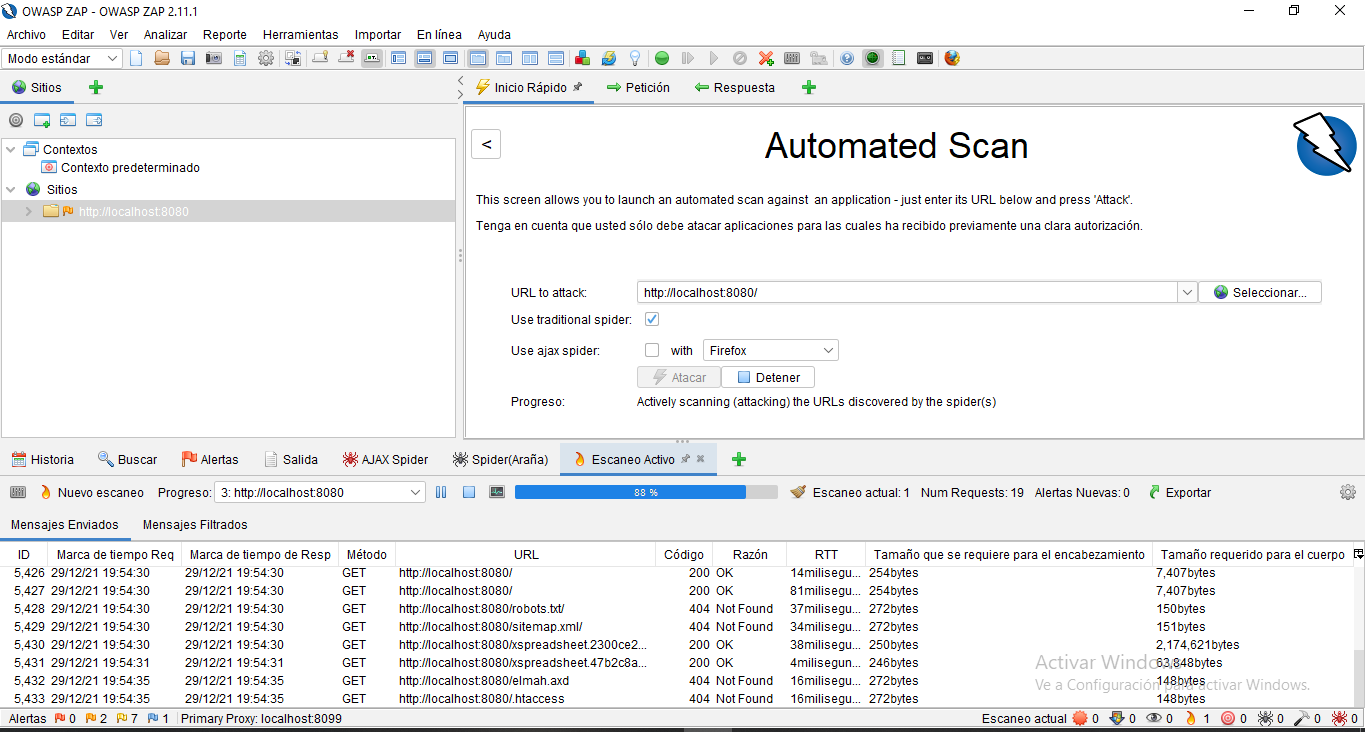 OWASP ZAP - OWASP ZAP 2.11.1
Archivo Editar Ver Analizar Reporte Herramientas Importar En línea Ayuda
Modo estándar
Sitios
Inicio Rápido Petición Respuesta
Contextos
Contexto predeterminado
Sitios
http://localhost:8080
<
Automated Scan
This screen allows you to launch an automated scan against an application - just enter its URL below and press 'Attack'.
Tenga en cuenta que usted sólo debe atacar aplicaciones para las cuales ha recibido previamente una clara autorización.
URL to attack: http://localhost:8080/ Seleccionar...
Use traditional spider:
Use ajax spider: with Firefox
Atacar Detener
Progreso: Actively scanning (attacking) the URLs discovered by the spider(s)
Historia Buscar Alertas Salida AJAX Spider Spider(Araña) Escaneo Activo
Nuevo escaneo Progreso: 3: http://localhost:8080 88 % Escaneo actual: 1 Num Requests: 19 Alertas Nuevas: 0 Exportar
Mensajes Enviados Mensajes Filtrados
ID Marca de tiempo Req Marca de tiempo de Resp Método URL Código Razón RTT Tamaño que se requiere para el encabezamiento Tamaño requerido para el cuerpo
5,426 29/12/21 19:54:30 29/12/21 19:54:30 GET http://localhost:8080/ 200 OK 14milisegu... 254bytes 7,407bytes
5,427 29/12/21 19:54:30 29/12/21 19:54:30 GET http://localhost:8080/ 200 OK 81milisegu... 254bytes 7,407bytes
5,428 29/12/21 19:54:30 29/12/21 19:54:30 GET http://localhost:8080/robots.txt/ 404 Not Found 37milisegu... 272bytes 150bytes
5,429 29/12/21 19:54:30 29/12/21 19:54:30 GET http://localhost:8080/sitemap.xml/ 404 Not Found 34milisegu... 272bytes 151bytes
5,430 29/12/21 19:54:30 29/12/21 19:54:30 GET http://localhost:8080/xspreadsheet.2300ce2... 200 OK 38milisegu... 250bytes 2,174,621bytes
5,431 29/12/21 19:54:31 29/12/21 19:54:31 GET http://localhost:8080/xspreadsheet.47b2c8a... 200 OK 4milisegun... 246bytes 63,848bytes
5,432 29/12/21 19:54:35 29/12/21 19:54:35 GET http://localhost:8080/elmah.axd 404 Not Found 16milisegu... 272bytes 148bytes
5,433 29/12/21 19:54:35 29/12/21 19:54:35 GET http://localhost:8080/.htaccess 404 Not Found 16milisegu... 272bytes 148bytes
Activar Windows
Ve a Configuración para activar Windows.
Alertas 0 2 7 1 Primary Proxy: localhost:8099 Escaneo actual 0 0 0 1 0 0 0 0